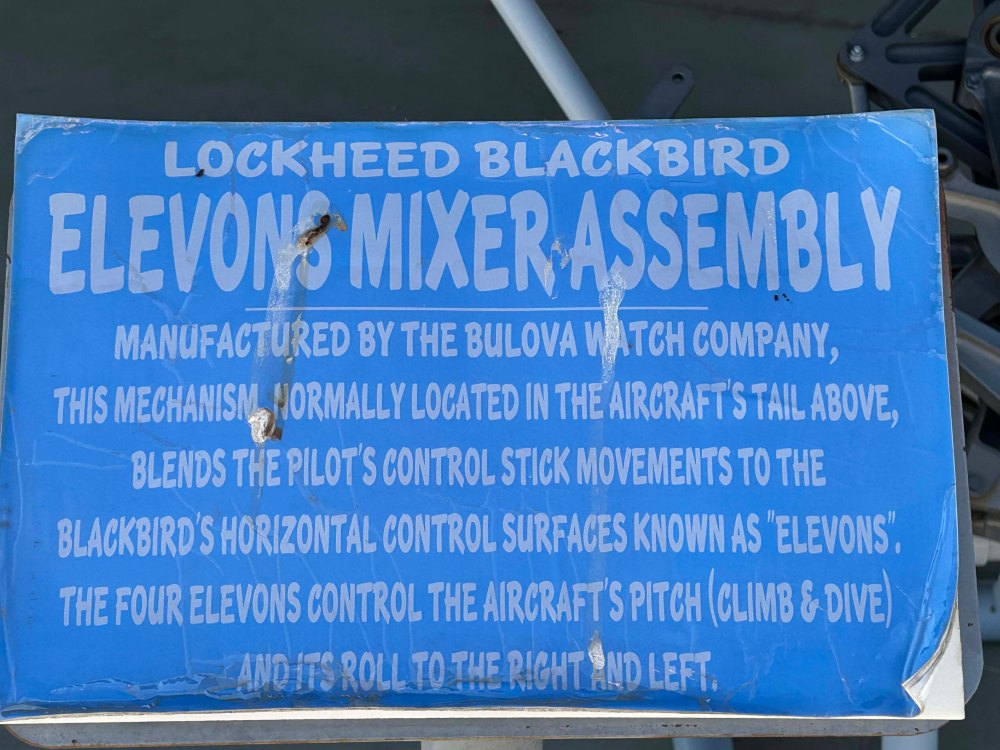 LOCKHEED BLACKBIRD
ELEVONS MIXER ASSEMBLY
MANUFACTURED BY THE BULOVA WATCH COMPANY,
THIS MECHANISM, NORMALLY LOCATED IN THE AIRCRAFT'S TAIL ABOVE,
BLENDS THE PILOT'S CONTROL STICK MOVEMENTS TO THE
BLACKBIRD'S HORIZONTAL CONTROL SURFACES KNOWN AS "ELEVONS".
THE FOUR ELEVONS CONTROL THE AIRCRAFT'S PITCH (CLIMB & DIVE)
AND ITS ROLL TO THE RIGHT AND LEFT.